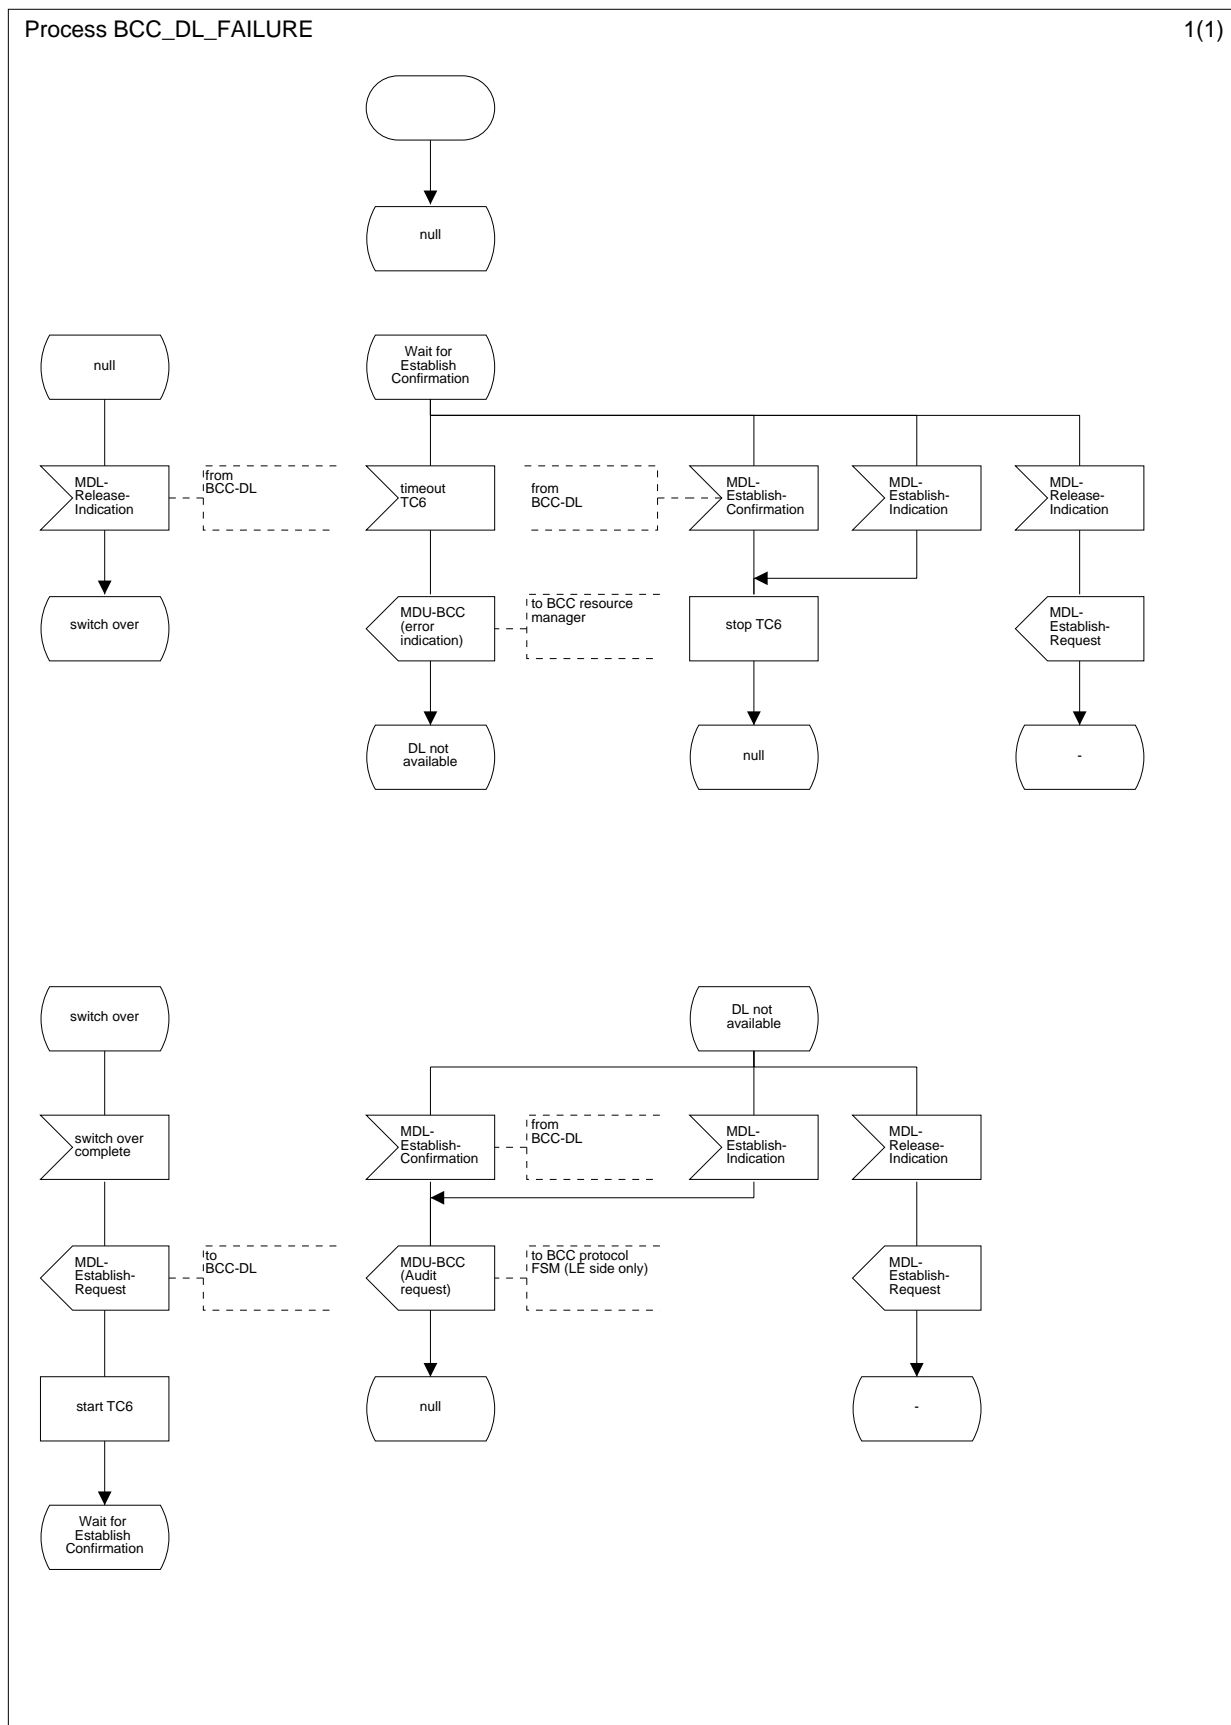 Process BCC_DL_FAILURE
1(1)
null
null
Wait for
Establish
Confirmation
MDL-
Release-
Indication
from
BCC-DL
timeout
TC6
from
BCC-DL
MDL-
Establish-
Confirmation
MDL-
Establish-
Indication
MDL-
Release-
Indication
switch over
MDU-BCC
(error
indication)
to BCC resource
manager
stop TC6
MDL-
Establish-
Request
DL not
available
null
-
switch over
DL not
available
switch over
complete
MDL-
Establish-
Confirmation
from
BCC-DL
MDL-
Establish-
Indication
MDL-
Release-
Indication
MDL-
Establish-
Request
to
BCC-DL
MDU-BCC
(Audit
request)
to BCC protocol
FSM (LE side only)
MDL-
Establish-
Request
start TC6
null
-
Wait for
Establish
Confirmation